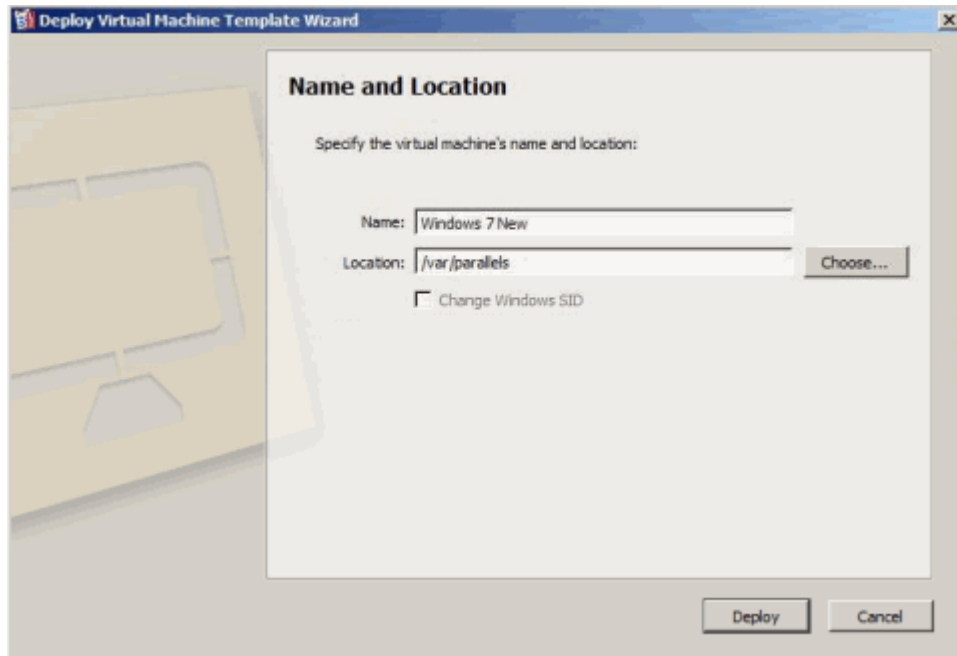 Deploy Virtual Machine Template Wizard
Name and Location
Specify the virtual machine's name and location:
Name: Windows 7 New
Location: /var/parallels Choose...
Change Windows SID
Deploy Cancel